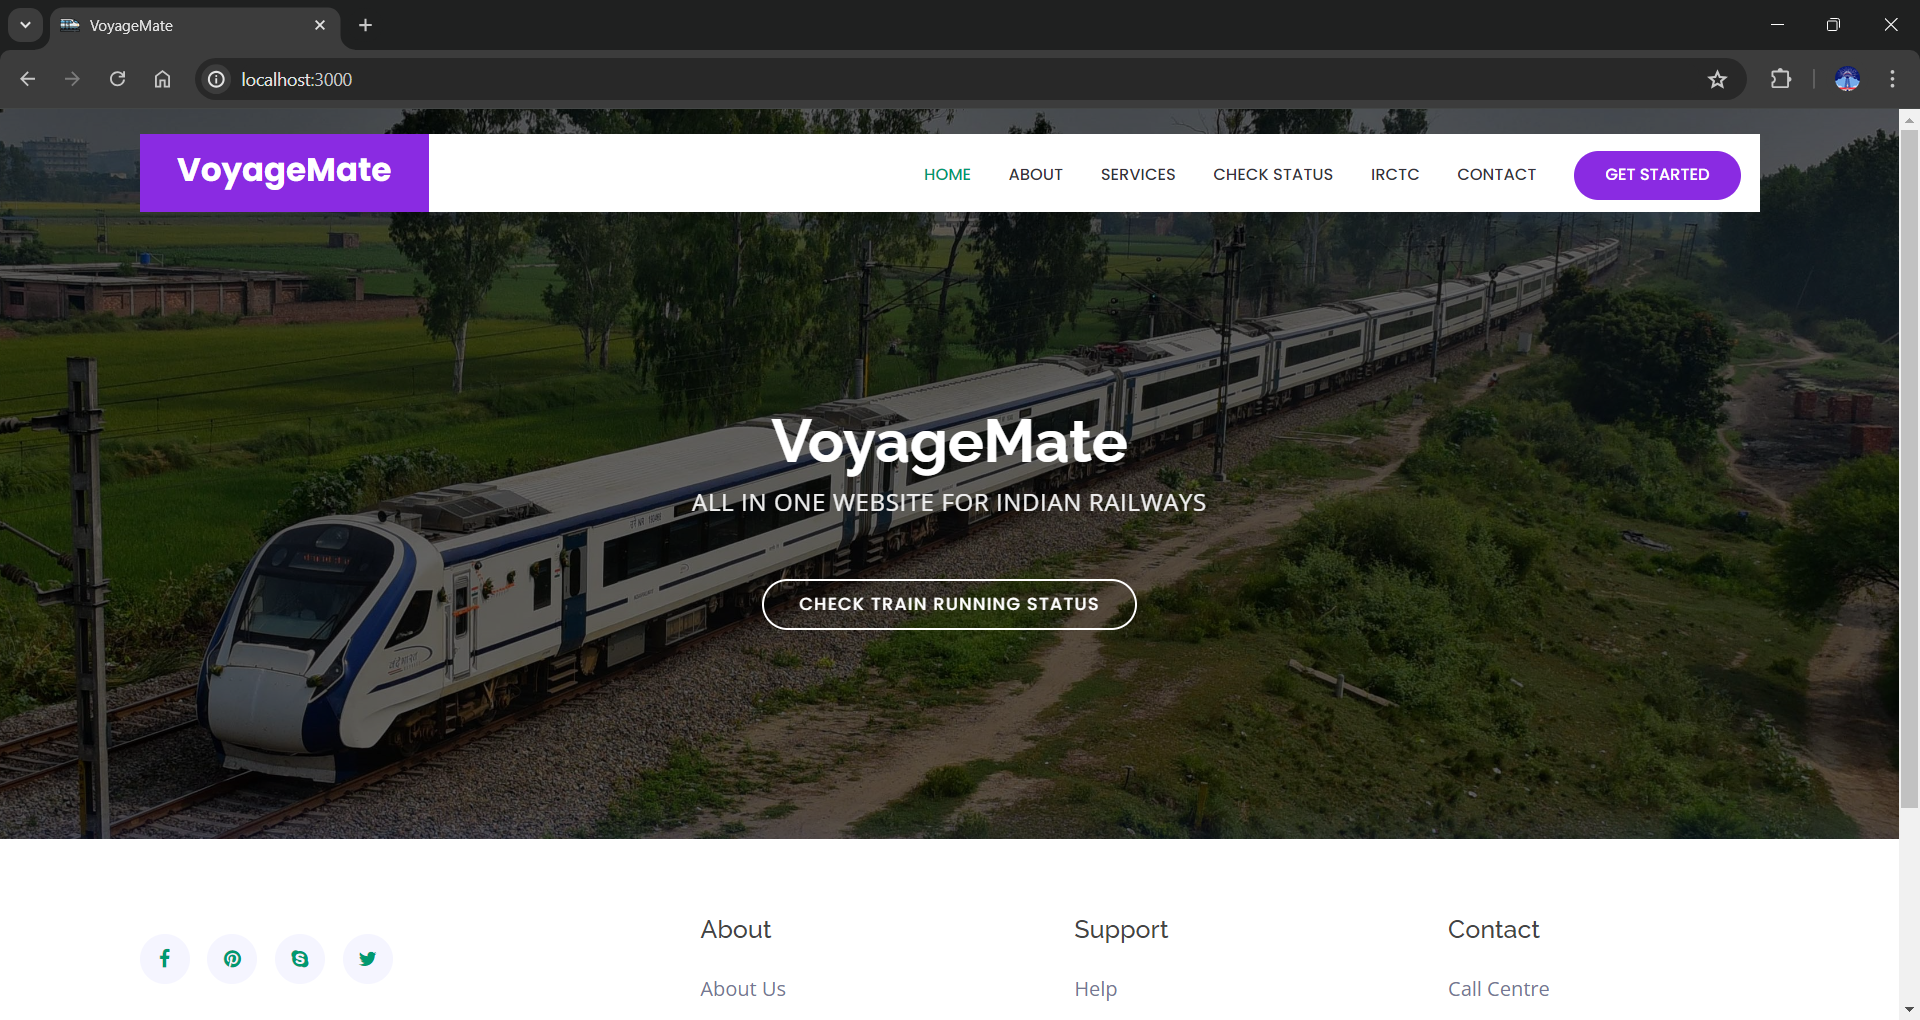 VoyageMate
localhost:3000
VoyageMate
HOME ABOUT SERVICES CHECK STATUS IRCTC CONTACT GET STARTED
VoyageMate
ALL IN ONE WEBSITE FOR INDIAN RAILWAYS
CHECK TRAIN RUNNING STATUS
About
About Us
Support
Help
Contact
Call Centre